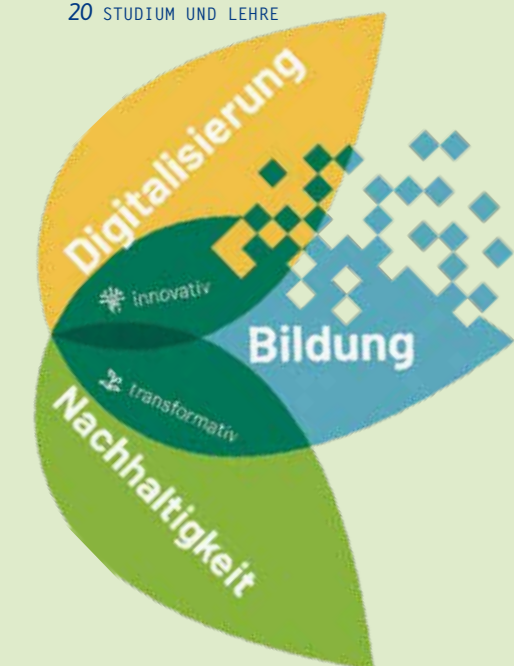 20 STUDIUM UND LEHRE
Digitalisierung
innovativ
Bildung
transformativ
Nachhaltigkeit